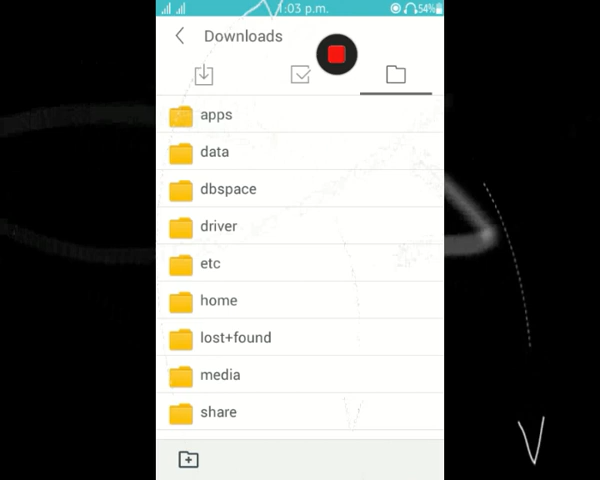 1:03 p.m. 54%
Downloads
apps
data
dbspace
driver
etc
home
lost+found
media
share
V